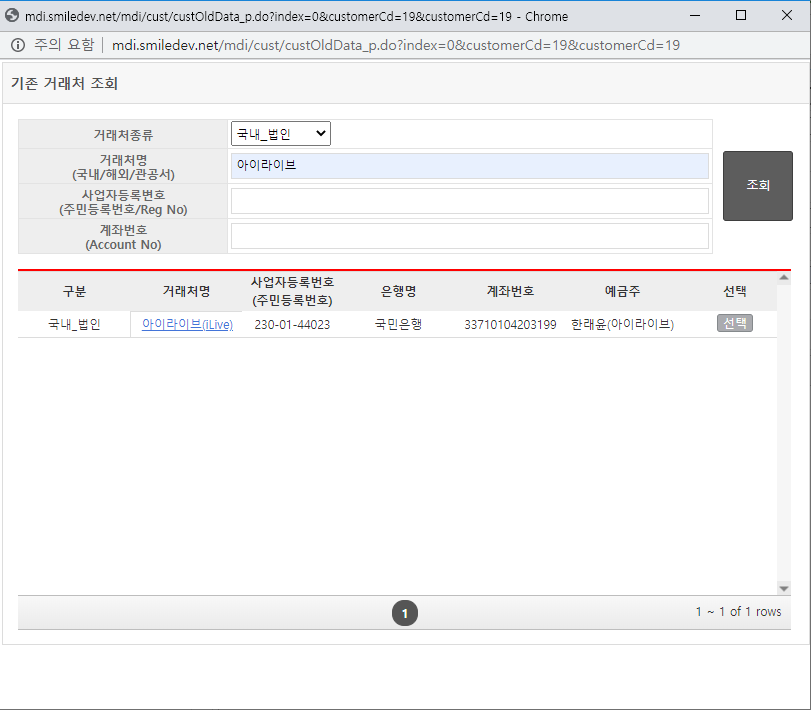 mdi.smiledev.net/mdi/cust/custOldData_p.do?index=0&customerCd=19&customerCd=19 - Chrome
주의 요함 | mdi.smiledev.net/mdi/cust/custOldData_p.do?index=0&customerCd=19&customerCd=19
기존 거래처 조회
거래처종류 국내_법인
거래처명
(국내/해외/관공서)
아이라이브
사업자등록번호
(주민등록번호/Reg No)
계좌번호
(Account No)
조회
구분 거래처명 사업자등록번호 은행명 계좌번호 예금주 선택
(주민등록번호)
국내_법인 아이라이브(iLive) 230-01-44023 국민은행 33710104203199 한래윤(아이라이브) 선택
1
1 ~ 1 of 1 rows